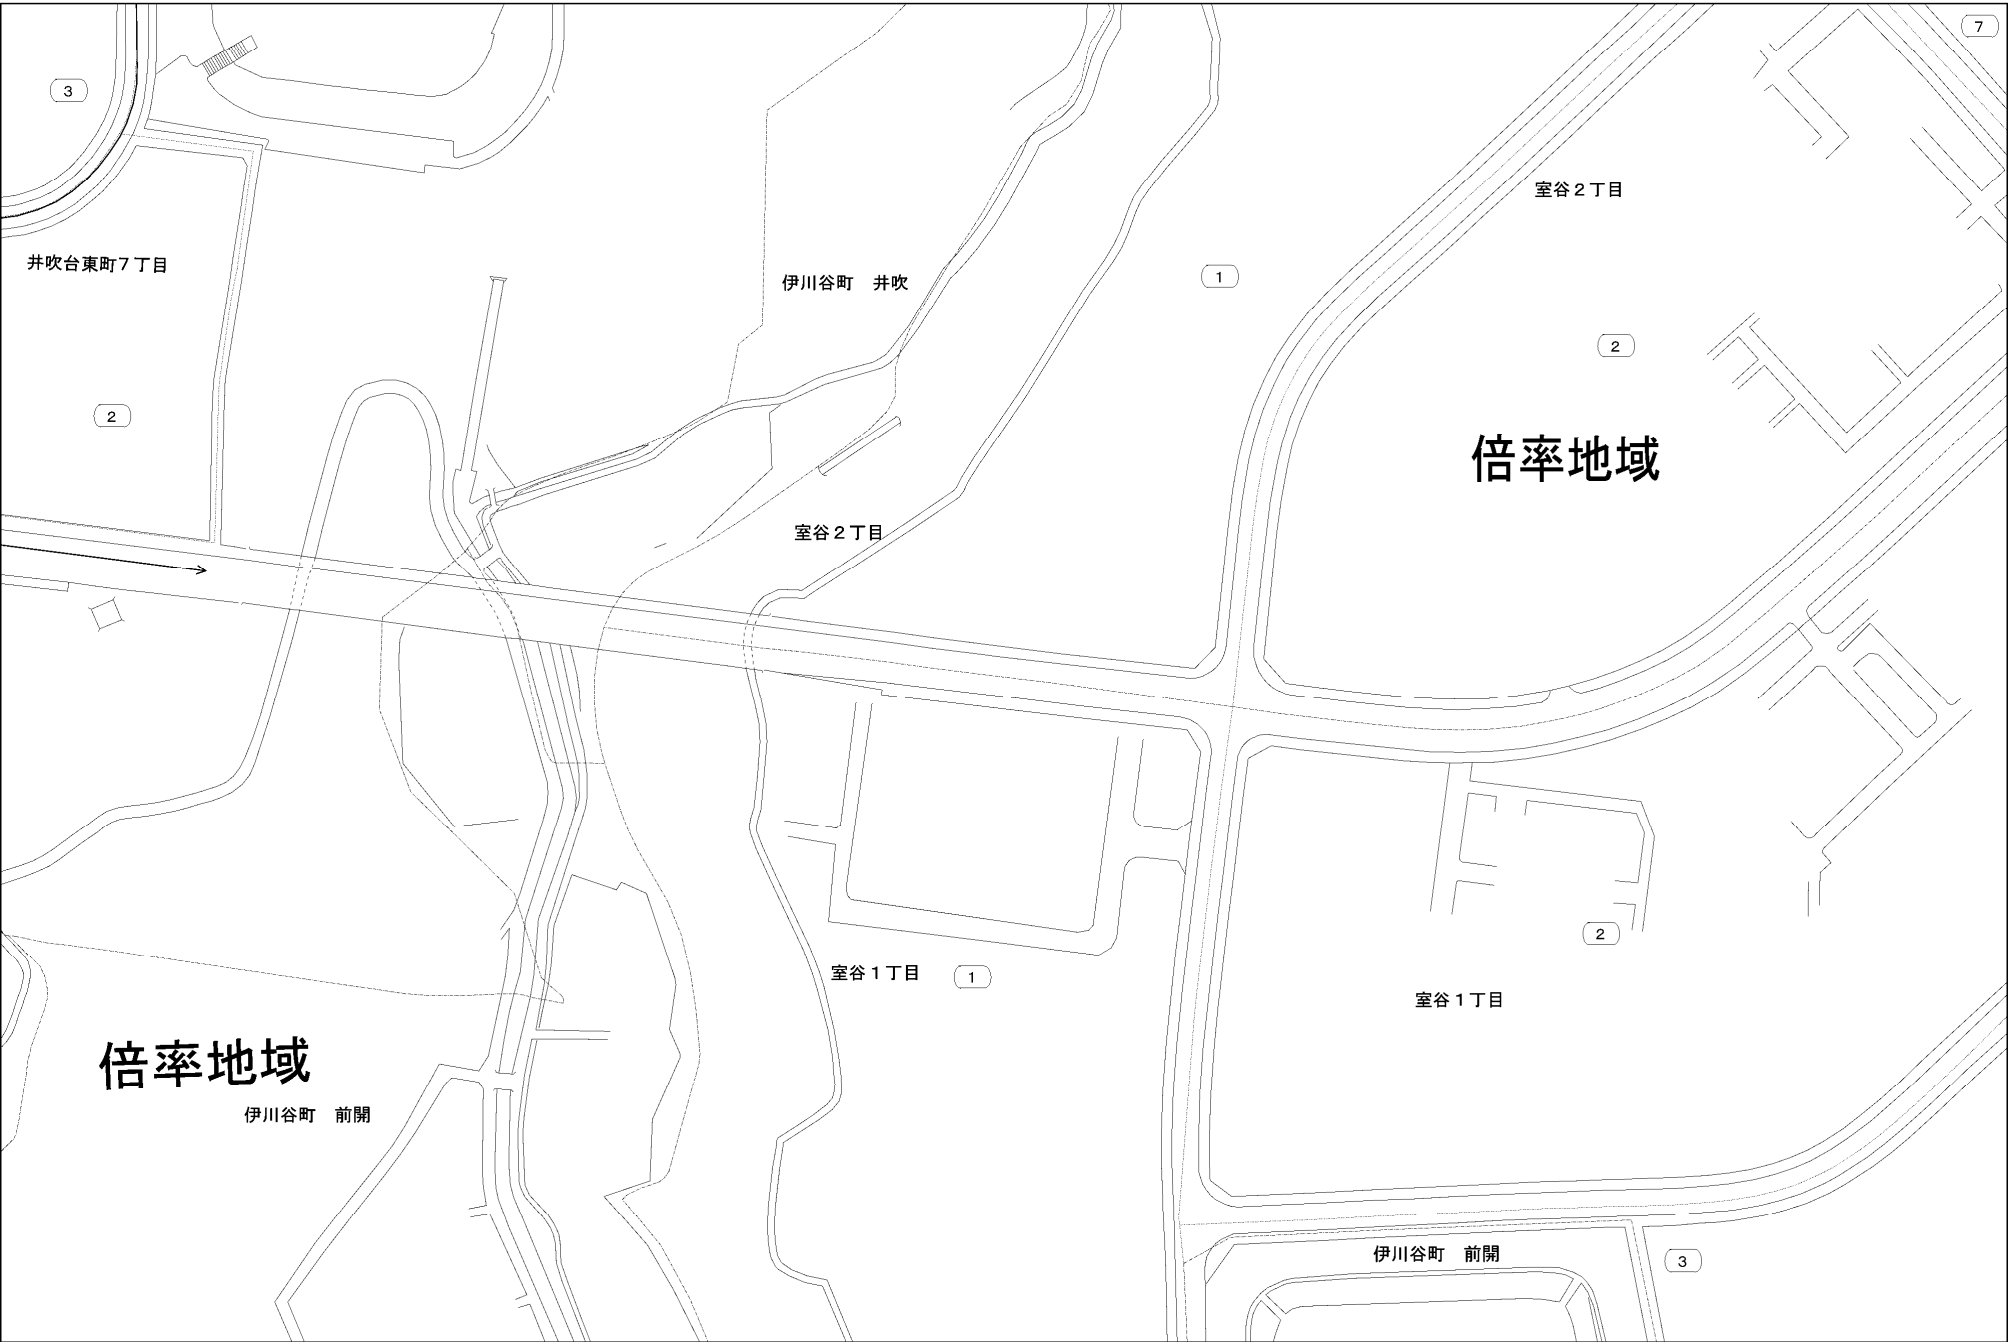 7
3
室谷２丁目
井吹台東町７丁目
伊川谷町　井吹
1
2
2
倍率地域
室谷２丁目
2
室谷１丁目
1
室谷１丁目
倍率地域
伊川谷町　前開
伊川谷町　前開
3